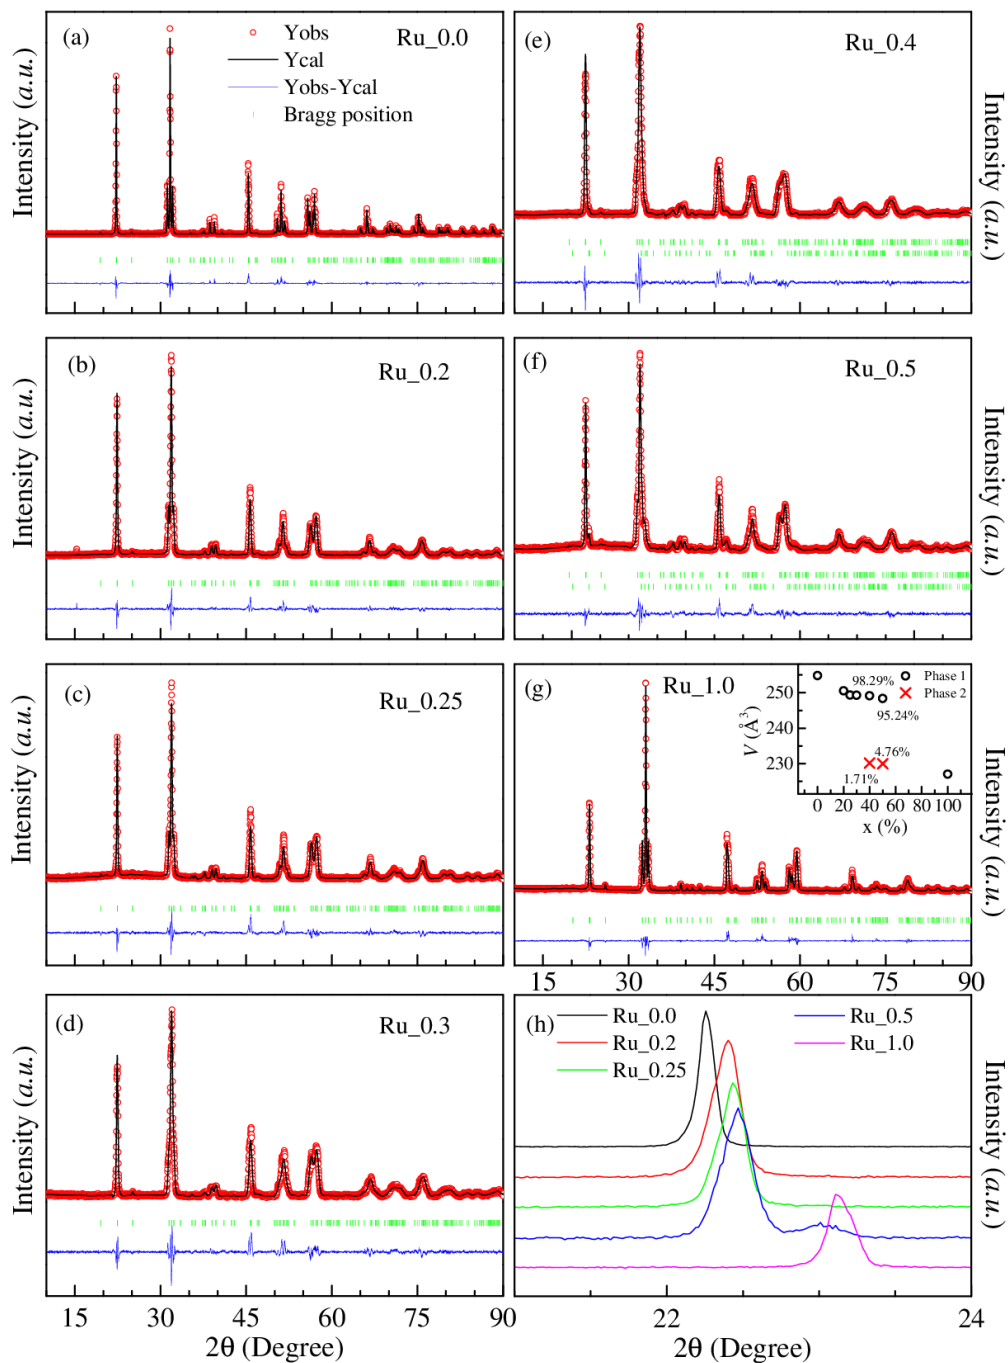 (a)
Yobs
Ycal
Yobs-Ycal
Bragg position
Ru_0.0
Intensity (a.u.)
(e)
Ru_0.4
Intensity (a.u.)
(b)
Ru_0.2
Intensity (a.u.)
(f)
Ru_0.5
Intensity (a.u.)
(c)
Ru_0.25
Intensity (a.u.)
(g)
Ru_1.0
98.29%
Phase 1
Phase 2
95.24%
4.76%
1.71%
250
240
230
V (Å³)
0 20 40 60 80 100
x (%)
Intensity (a.u.)
15 30 45 60 75 90
(d)
Ru_0.3
Intensity (a.u.)
15 30 45 60 75 90
2θ (Degree)
(h)
Ru_0.0
Ru_0.2
Ru_0.25
Ru_0.5
Ru_1.0
Intensity (a.u.)
22 24
2θ (Degree)